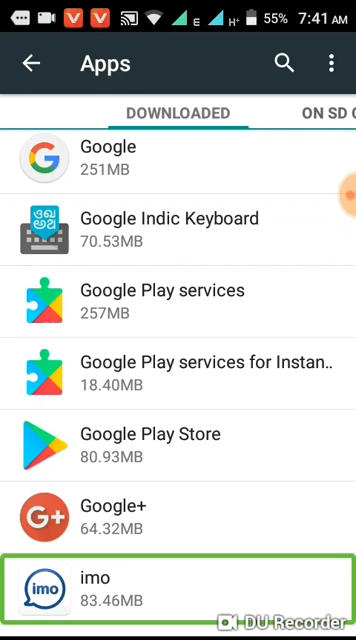 E
H+
55%
7:41 AM
Apps
DOWNLOADED
ON SD C
Google
251MB
Google Indic Keyboard
70.53MB
Google Play services
257MB
Google Play services for Instan..
18.40MB
Google Play Store
80.93MB
G+
Google+
64.32MB
imo
imo
83.46MB
DU Recorder